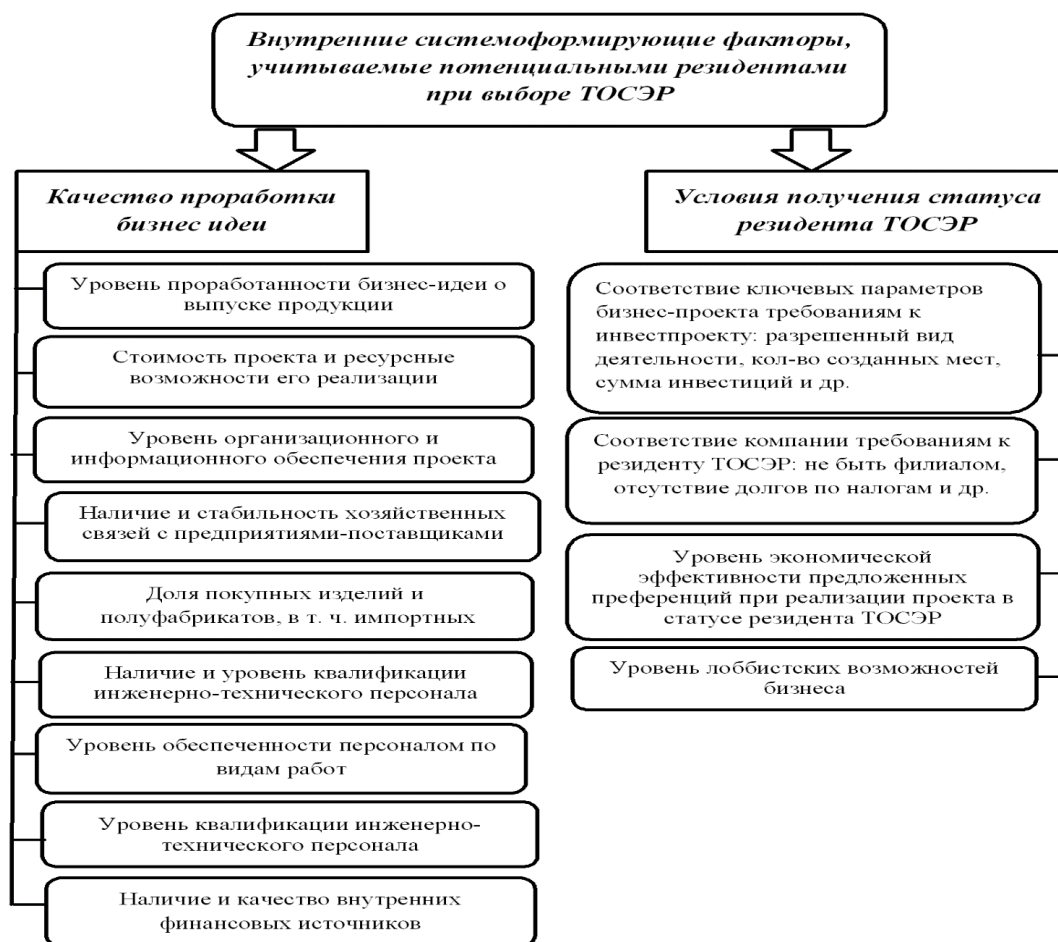 Внутренние системоформирующие факторы,
учитываемые потенциальными резидентами
при выборе ТОСЭР
Качество проработки
бизнес идеи
Уровень проработанности бизнес-идеи о
выпуске продукции
Стоимость проекта и ресурсные
возможности его реализации
Уровень организационного и
информационного обеспечения проекта
Наличие и стабильность хозяйственных
связей с предприятиями-поставщиками
Доля покупных изделий и
полуфабрикатов, в т. ч. импортных
Наличие и уровень квалификации
инженерно-технического персонала
Уровень обеспеченности персоналом по
видам работ
Уровень квалификации инженерно-
технического персонала
Наличие и качество внутренних
финансовых источников
Условия получения статуса
резидента ТОСЭР
Соответствие ключевых параметров
бизнес-проекта требованиям к
инвестпроекту: разрешенный вид
деятельности, кол-во созданных мест,
сумма инвестиций и др.
Соответствие компании требованиям к
резиденту ТОСЭР: не быть филиалом,
отсутствие долгов по налогам и др.
Уровень экономической
эффективности предложенных
преференций при реализации проекта в
статусе резидента ТОСЭР
Уровень лоббистских возможностей
бизнеса